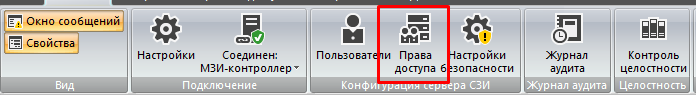 Окно сообщений
Свойства
Вид
Настройки
Соединен:
МЗИ-контроллер
Подключение
Пользователи
Права
доступа
Настройки
безопасности
Конфигурация сервера СЗИ
Журнал
аудита
Журнал аудита
Контроль
целостности
Целостность